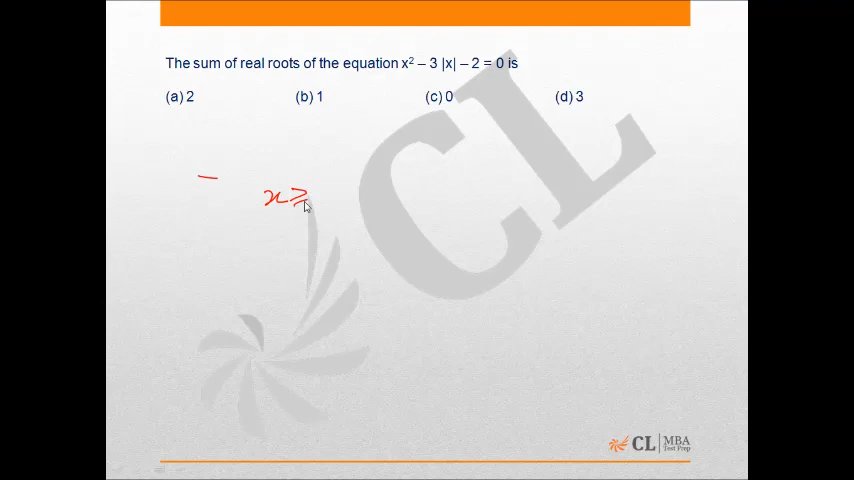 The sum of real roots of the equation x² – 3 |x| – 2 = 0 is
(a) 2 (b) 1 (c) 0 (d) 3
CL
– x ≥
CL MBA Test Prep